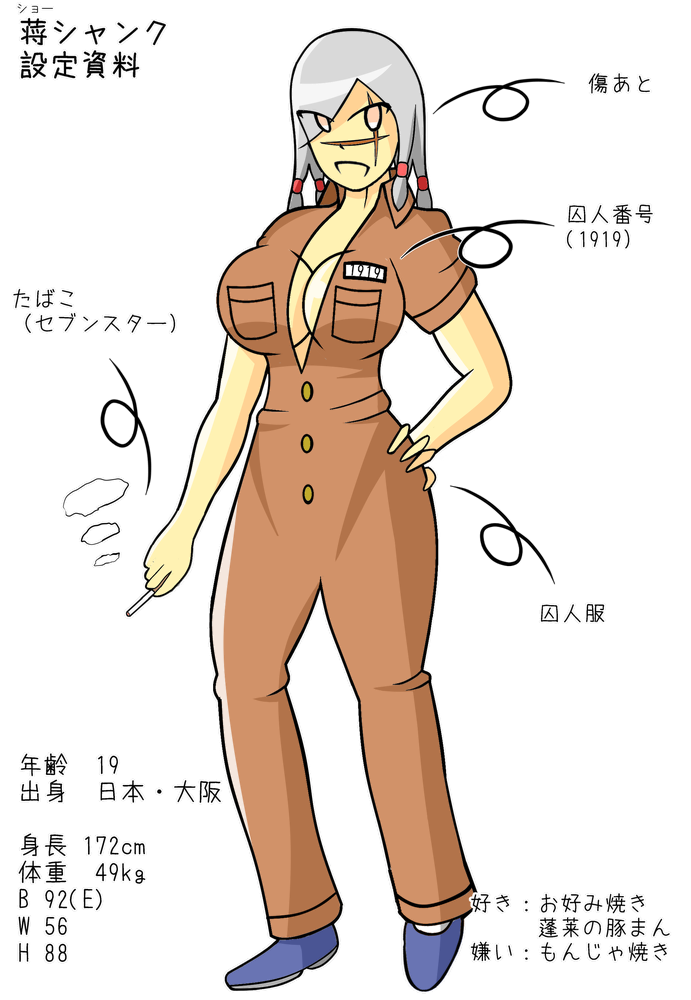 ショー
蒋シャンク
設定資料
傷あと
囚人番号
(1919)
1919
たばこ
(セブンスター)
囚人服
年齢 19
出身 日本・大阪
身長 172cm
体重 49kg
B 92(E)
W 56
H 88
好き：お好み焼き
蓬莱の豚まん
嫌い：もんじゃ焼き